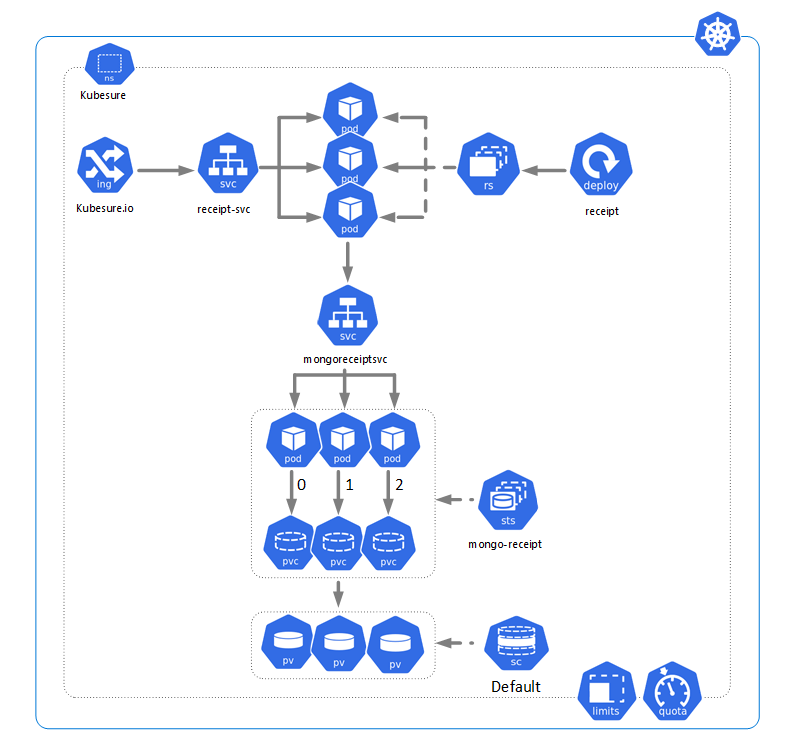 ns
Kubesure
pod
ing
svc
pod
rs
deploy
Kubesure.io
receipt-svc
pod
receipt
svc
mongoreceiptsvc
pod
pod
pod
0
1
2
sts
mongo-receipt
pvc
pvc
pvc
pv
pv
pv
sc
Default
limits
quota